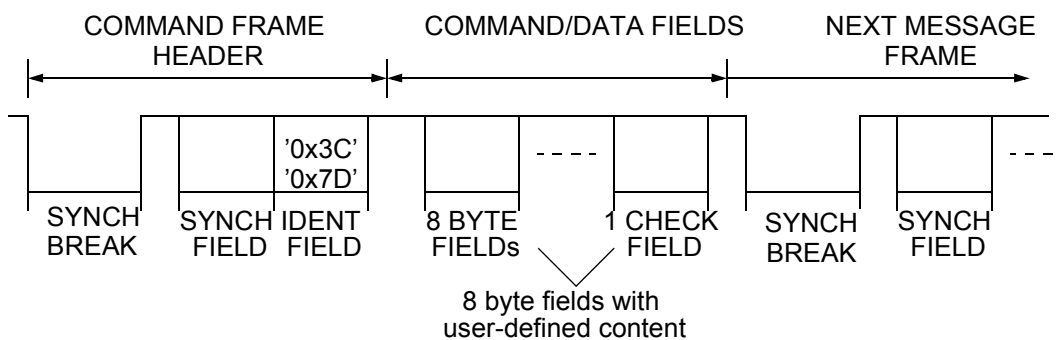 COMMAND FRAME
HEADER
COMMAND/DATA FIELDS
NEXT MESSAGE
FRAME
'0x3C'
'0x7D'
SYNCH
BREAK
SYNCH
FIELD
IDENT
FIELD
8 BYTE
FIELDs
1 CHECK
FIELD
SYNCH
BREAK
SYNCH
FIELD
8 byte fields with
user-defined content